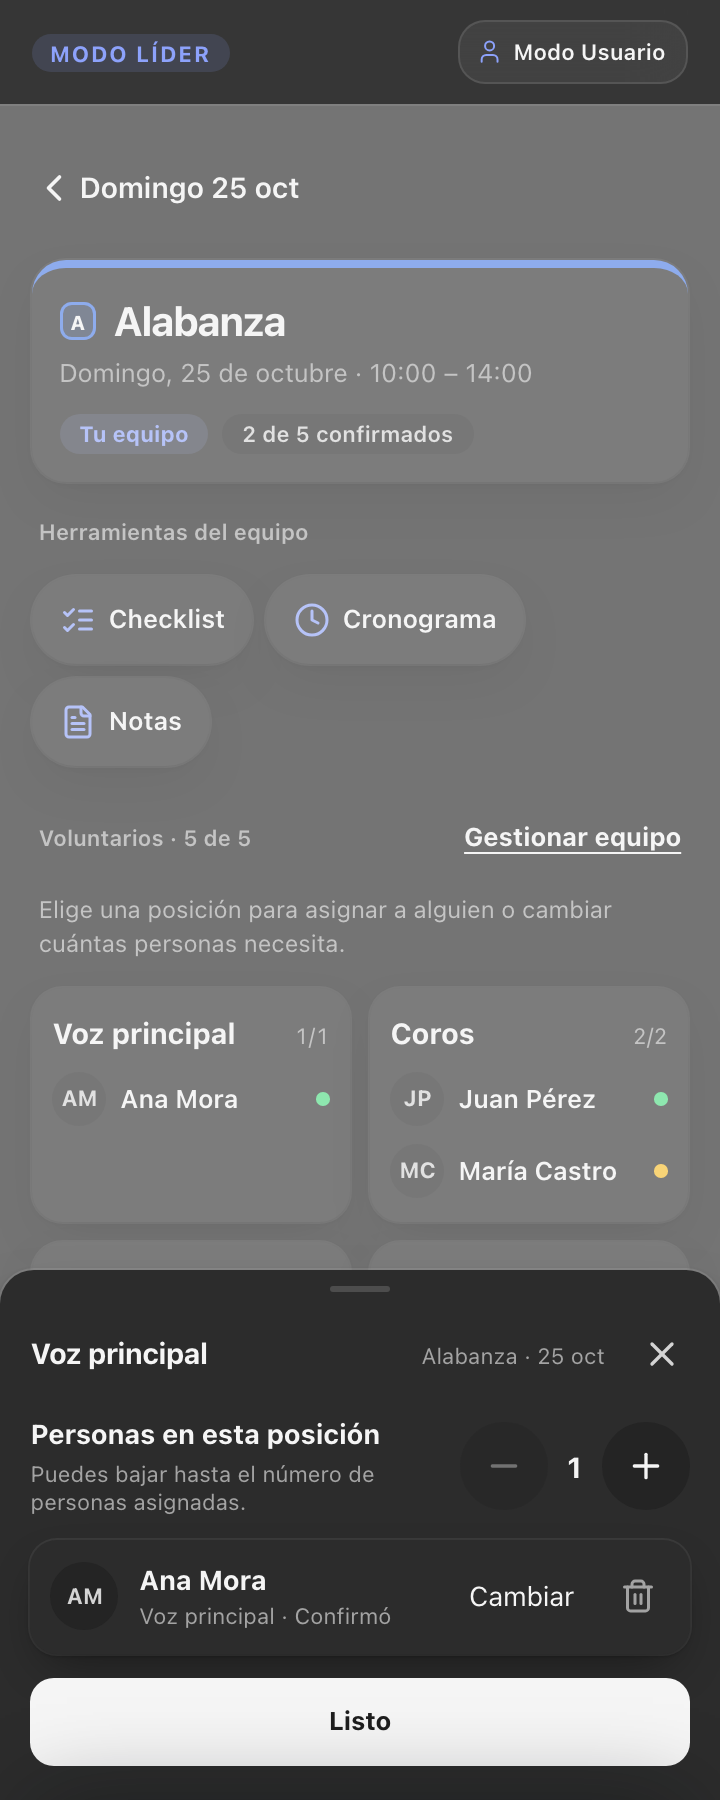 MODO LÍDER
Modo Usuario
Domingo 25 oct
A Alabanza
Domingo, 25 de octubre · 10:00 – 14:00
Tu equipo
2 de 5 confirmados
Herramientas del equipo
Checklist
Cronograma
Notas
Voluntarios · 5 de 5
Gestionar equipo
Elige una posición para asignar a alguien o cambiar
cuántas personas necesita.
Voz principal 1/1
AM Ana Mora
Coros 2/2
JP Juan Pérez
MC María Castro
Voz principal
Alabanza · 25 oct
Personas en esta posición
Puedes bajar hasta el número de
personas asignadas.
1
AM
Ana Mora
Voz principal · Confirmó
Cambiar
Listo